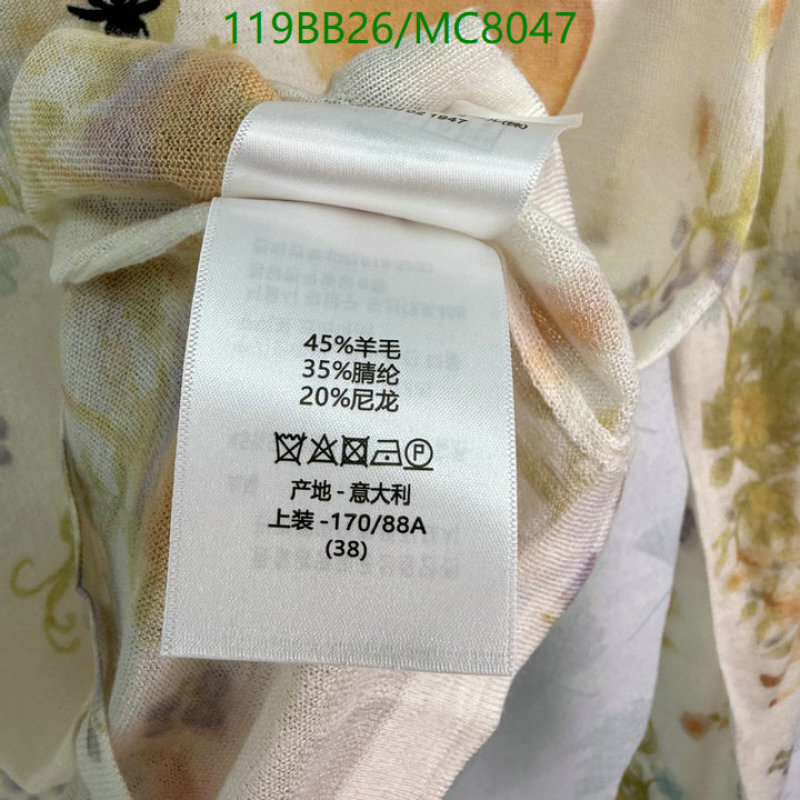 119BB26/MC8047
1947
45%羊毛
35%腈纶
20%尼龙
产地 - 意大利
上装 -170/88A
(38)